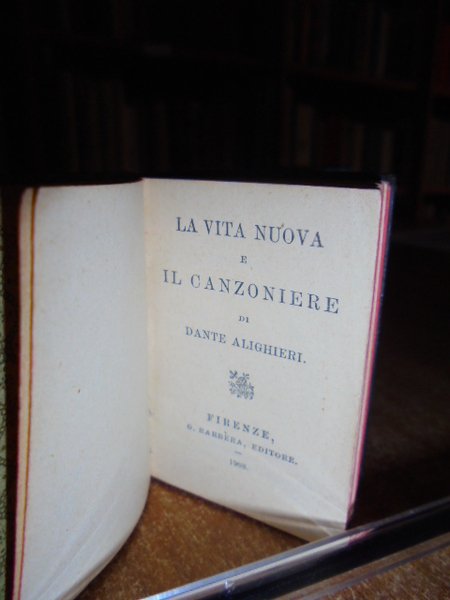 LA VITA NUOVA
E
IL CANZONIERE
DI
DANTE ALIGHIERI.
FIRENZE,
G. BARBÈRA, EDITORE.